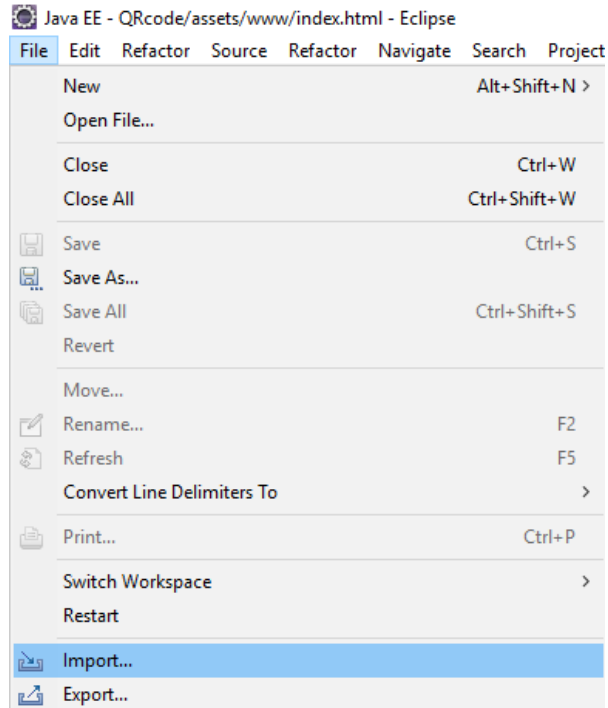 Java EE - QRcode/assets/www/index.html - Eclipse
File Edit Refactor Source Refactor Navigate Search Project
New Alt+Shift+N >
Open File...
Close Ctrl+W
Close All Ctrl+Shift+W
Save Ctrl+S
Save As...
Save All Ctrl+Shift+S
Revert
Move...
Rename... F2
Refresh F5
Convert Line Delimiters To >
Print... Ctrl+P
Switch Workspace >
Restart
Import...
Export...